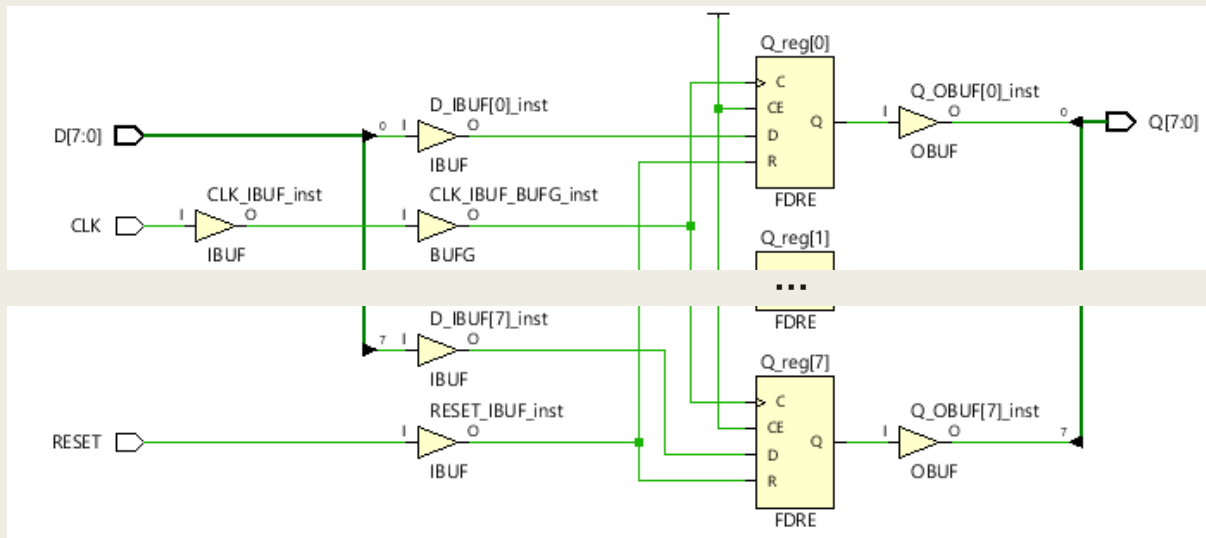 Q_reg[0]
C
CE
D
R
Q
FDRE
D_IBUF[0]_inst
0 I O
IBUF
Q_OBUF[0]_inst
I O 0
OBUF
D[7:0]
Q[7:0]
CLK_IBUF_inst
CLK
I O
IBUF
CLK_IBUF_BUFG_inst
I O
BUFG
Q_reg[1]
...
FDRE
D_IBUF[7]_inst
7 I O
IBUF
Q_reg[7]
C
CE
D
R
Q
FDRE
RESET_IBUF_inst
RESET
I O
IBUF
Q_OBUF[7]_inst
I O 7
OBUF